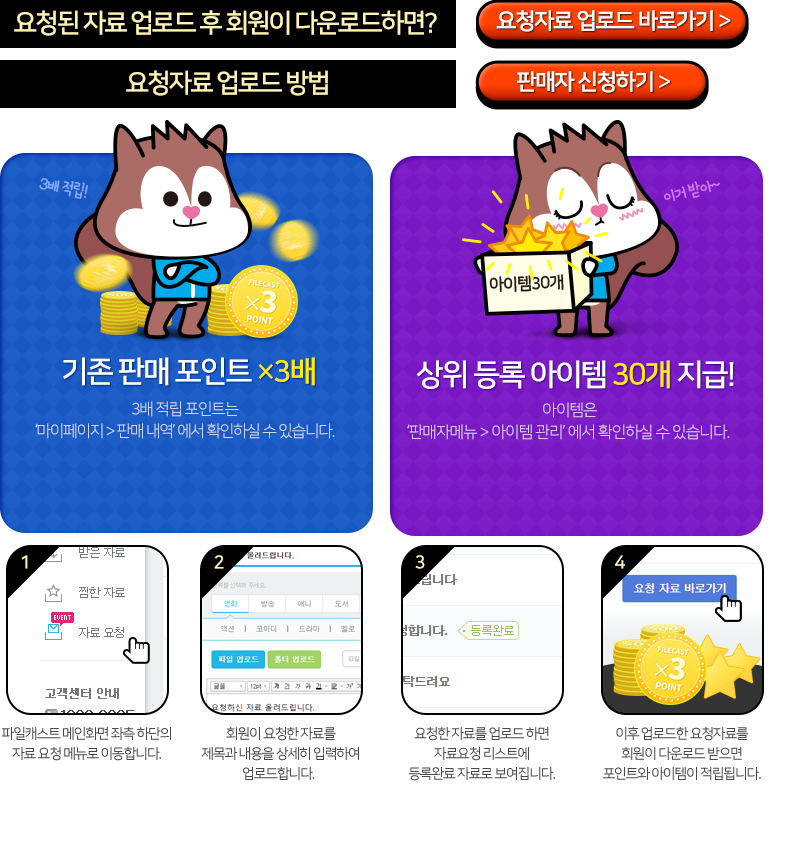 요청된 자료 업로드 후 회원이 다운로드하면?
요청자료 업로드 바로가기 >
요청자료 업로드 방법
판매자 신청하기 >
3배 적립!
FILECAST
×3
POINT
기존 판매 포인트 ×3배
3배 적립 포인트는
'마이페이지 > 판매 내역' 에서 확인하실 수 있습니다.
이거 받아~
아이템30개
상위 등록 아이템 30개 지급!
아이템은
'판매자메뉴 > 아이템 관리' 에서 확인하실 수 있습니다.
1
받은 자료
찜한 자료
EVENT
자료 요청
고객센터 안내
파일캐스트 메인화면 좌측 하단의
자료 요청 메뉴로 이동합니다.
2
올려드립니다.
영화 방송 애니 도서
액션 | 코미디 | 드라마 | 멜로
파일 업로드 폴더 업로드
굴림 12pt 가 간 가 가
요청하신 자료 올려드립니다.
회원이 요청한 자료를
제목과 내용을 상세히 입력하여
업로드합니다.
3
립니다
합니다. 등록완료
탁드려요
요청한 자료를 업로드 하면
자료요청 리스트에
등록완료 자료로 보여집니다.
4
요청 자료 바로가기
FILECAST
×3
POINT
이후 업로드한 요청자료를
회원이 다운로드 받으면
포인트와 아이템이 적립됩니다.